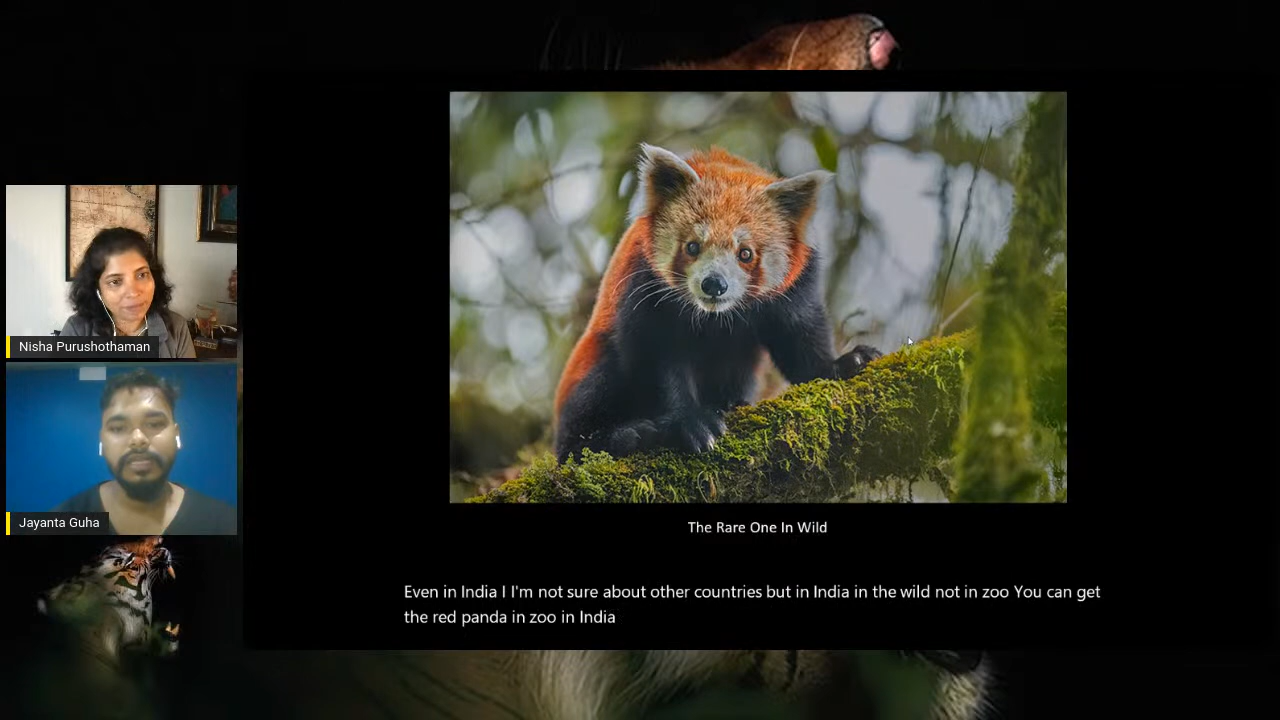 Nisha Purushothaman
Jayanta Guha
The Rare One In Wild
Even in India I I'm not sure about other countries but in India in the wild not in zoo You can get
the red panda in zoo in India